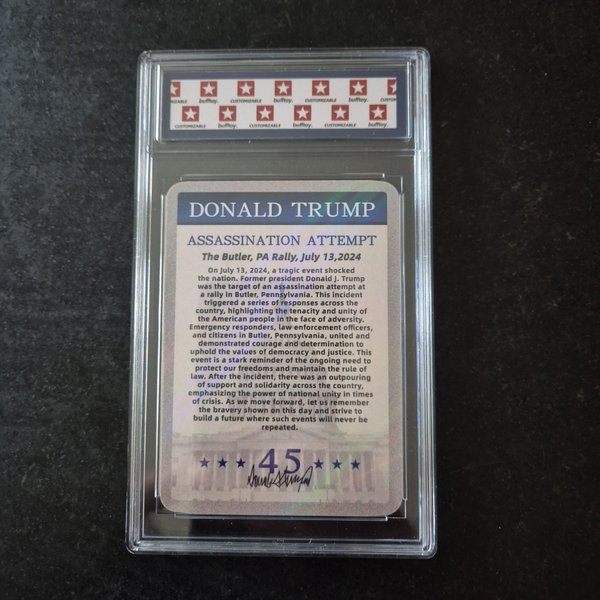 bufftoy. bufftoy. bufftoy.
CUSTOMIZABLE CUSTOMIZABLE CUSTOMIZABLE
bufftoy. bufftoy. bufftoy.
CUSTOMIZABLE CUSTOMIZABLE CUSTOMIZABLE
DONALD TRUMP
ASSASSINATION ATTEMPT
The Butler, PA Rally, July 13,2024
On July 13, 2024, a tragic event shocked
the nation. Former president Donald J. Trump
was the target of an assassination attempt at
a rally in Butler, Pennsylvania. This incident
triggered a series of responses across the
country, highlighting the tenacity and unity of
the American people in the face of adversity.
Emergency responders, law enforcement officers,
and citizens in Butler, Pennsylvania, united and
demonstrated courage and determination to
uphold the values of democracy and justice. This
event is a stark reminder of the ongoing need to
protect our freedoms and maintain the rule of
law. After the incident, there was an outpouring
of support and solidarity across the country,
emphasizing the power of national unity in times
of crisis. As we move forward, let us remember
the bravery shown on this day and strive to
build a future where such events will never be
repeated.
45